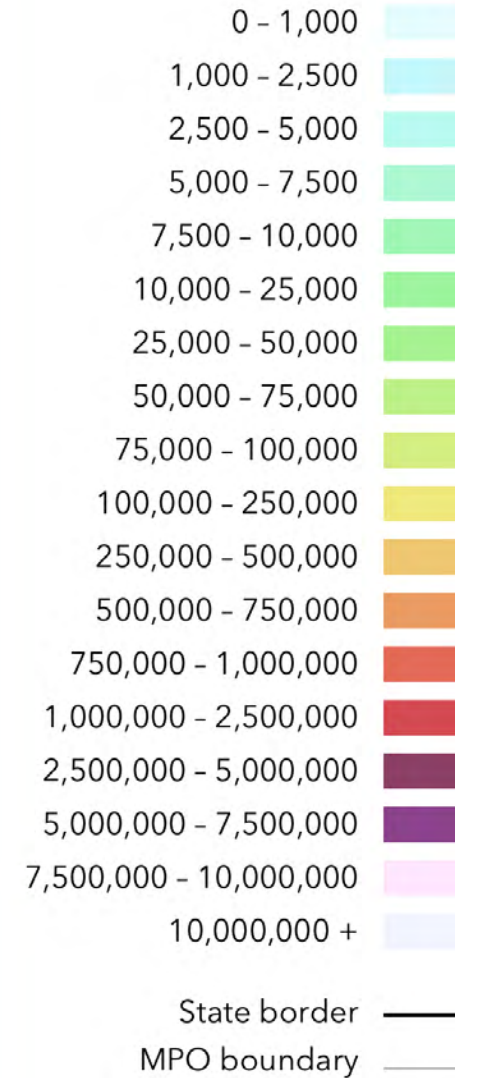 0 – 1,000
1,000 – 2,500
2,500 – 5,000
5,000 – 7,500
7,500 – 10,000
10,000 – 25,000
25,000 – 50,000
50,000 – 75,000
75,000 – 100,000
100,000 – 250,000
250,000 – 500,000
500,000 – 750,000
750,000 – 1,000,000
1,000,000 – 2,500,000
2,500,000 – 5,000,000
5,000,000 – 7,500,000
7,500,000 – 10,000,000
10,000,000 +
State border
MPO boundary